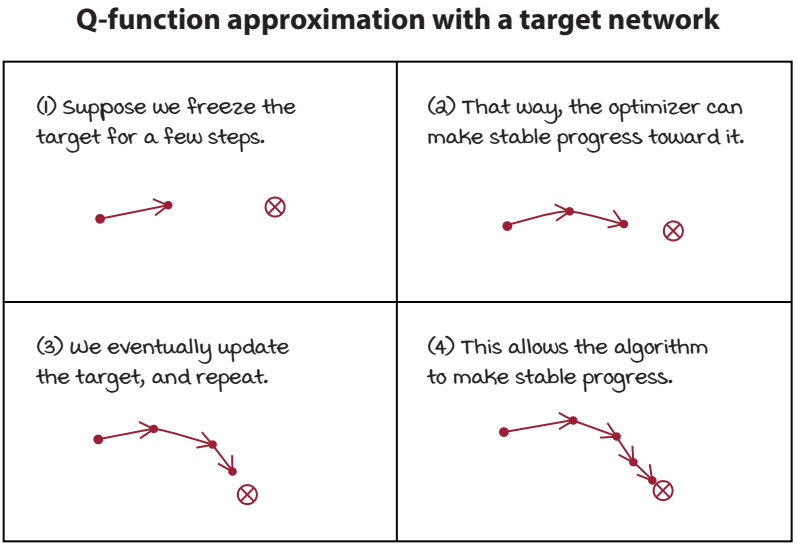 Q-function approximation with a target network
(1) Suppose we freeze the
target for a few steps.
(2) That way, the optimizer can
make stable progress toward it.
(3) We eventually update
the target, and repeat.
(4) This allows the algorithm
to make stable progress.